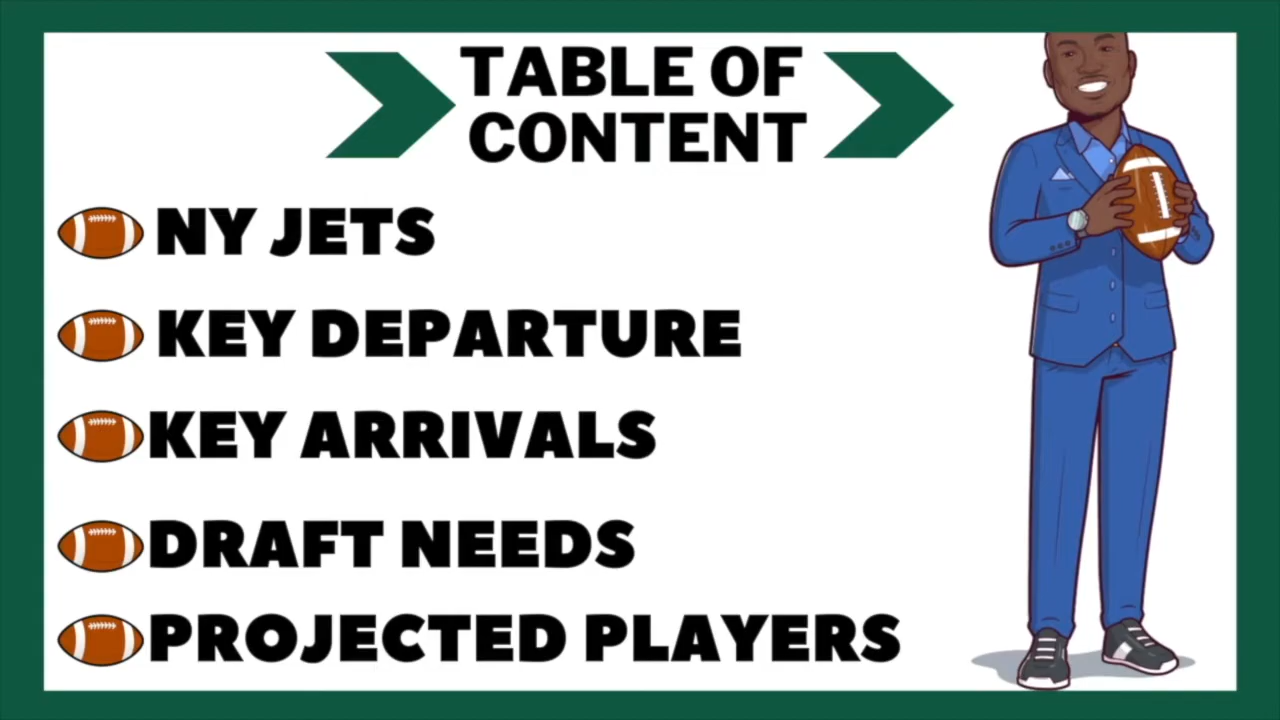 TABLE OF
CONTENT
NY JETS
KEY DEPARTURE
KEY ARRIVALS
DRAFT NEEDS
PROJECTED PLAYERS